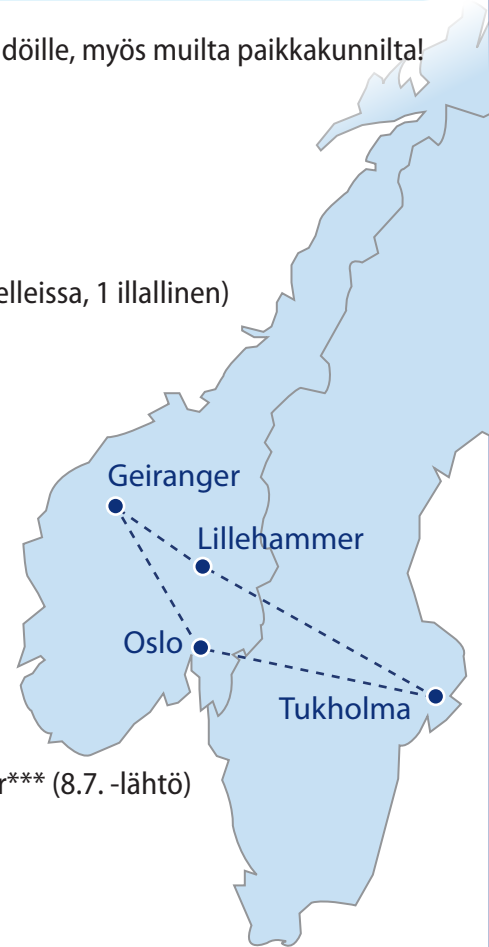 döille, myös muilta paikkakunnilta!
elleissa, 1 illallinen)
Geiranger
Lillehammer
Oslo
Tukholma
r*** (8.7. -lähtö)